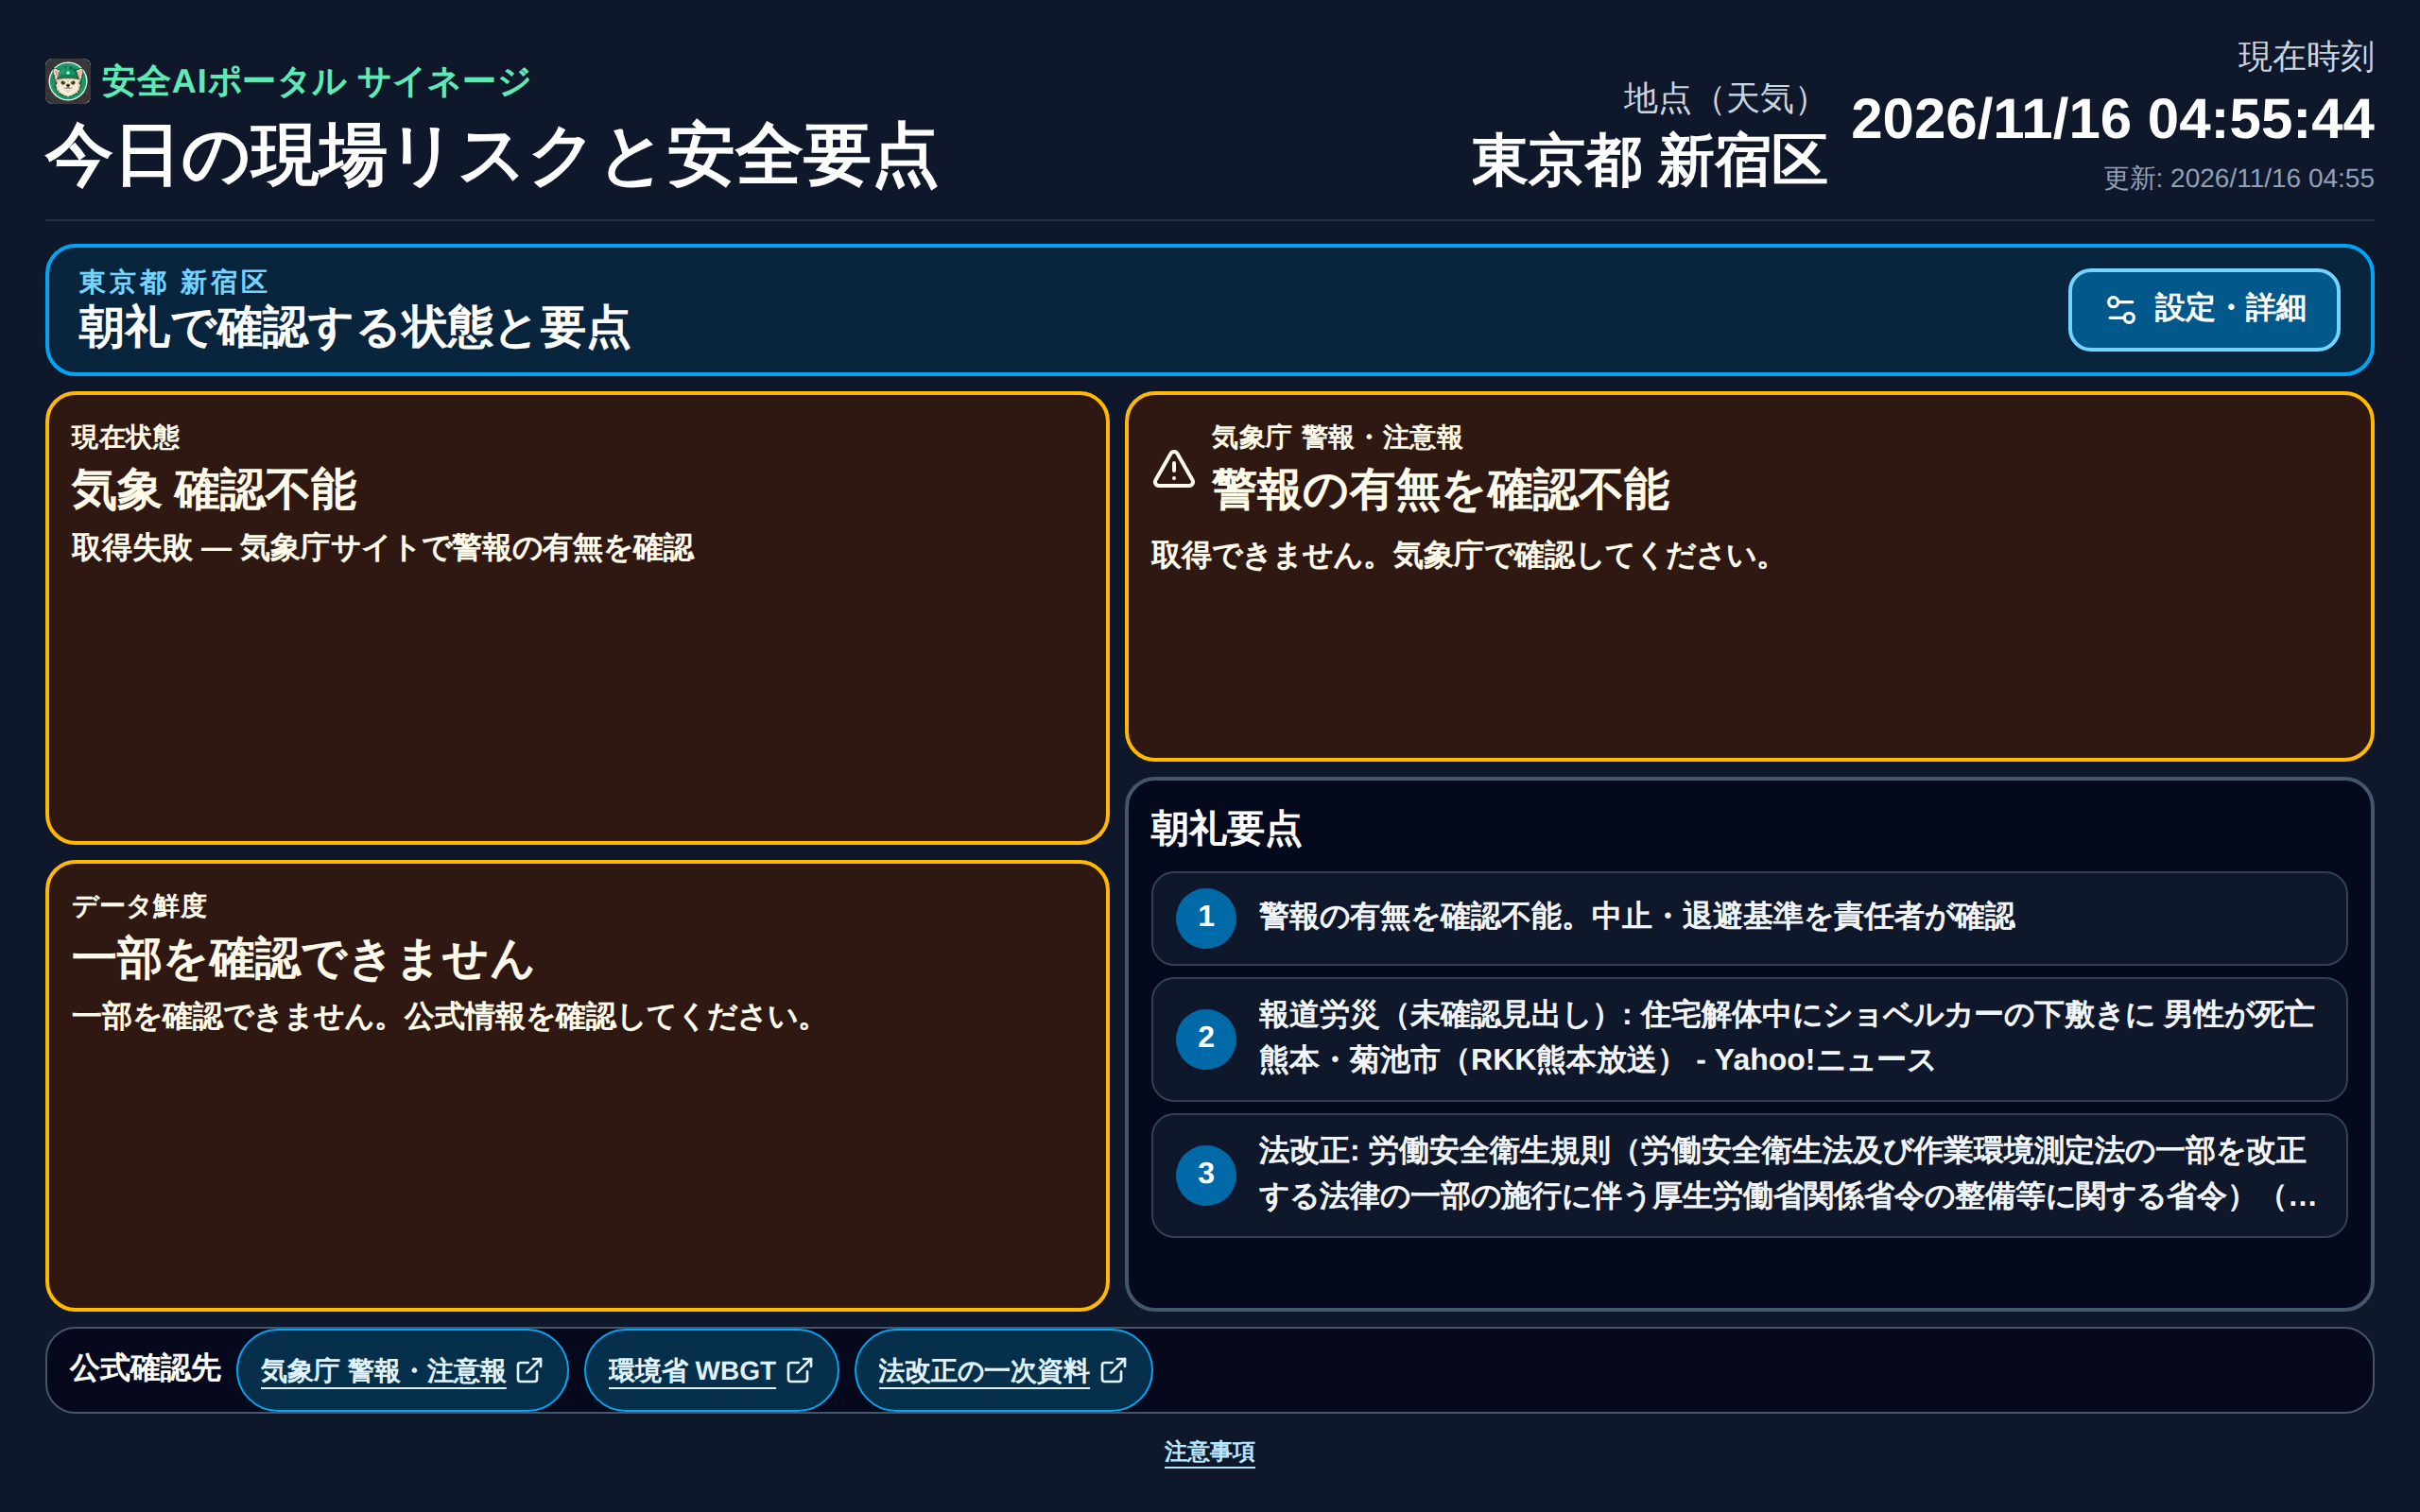 安全AIポータル サイネージ
今日の現場リスクと安全要点
地点（天気）
東京都 新宿区
現在時刻
2026/11/16 04:55:44
更新: 2026/11/16 04:55
東京都 新宿区
朝礼で確認する状態と要点
設定・詳細
現在状態
気象 確認不能
取得失敗 — 気象庁サイトで警報の有無を確認
気象庁 警報・注意報
警報の有無を確認不能
取得できません。気象庁で確認してください。
データ鮮度
一部を確認できません
一部を確認できません。公式情報を確認してください。
朝礼要点
1
警報の有無を確認不能。中止・退避基準を責任者が確認
2
報道労災（未確認見出し）: 住宅解体中にショベルカーの下敷きに 男性が死亡
熊本・菊池市（RKK熊本放送） - Yahoo!ニュース
3
法改正: 労働安全衛生規則（労働安全衛生法及び作業環境測定法の一部を改正
する法律の一部の施行に伴う厚生労働省関係省令の整備等に関する省令）（…
公式確認先
気象庁 警報・注意報
環境省 WBGT
法改正の一次資料
注意事項